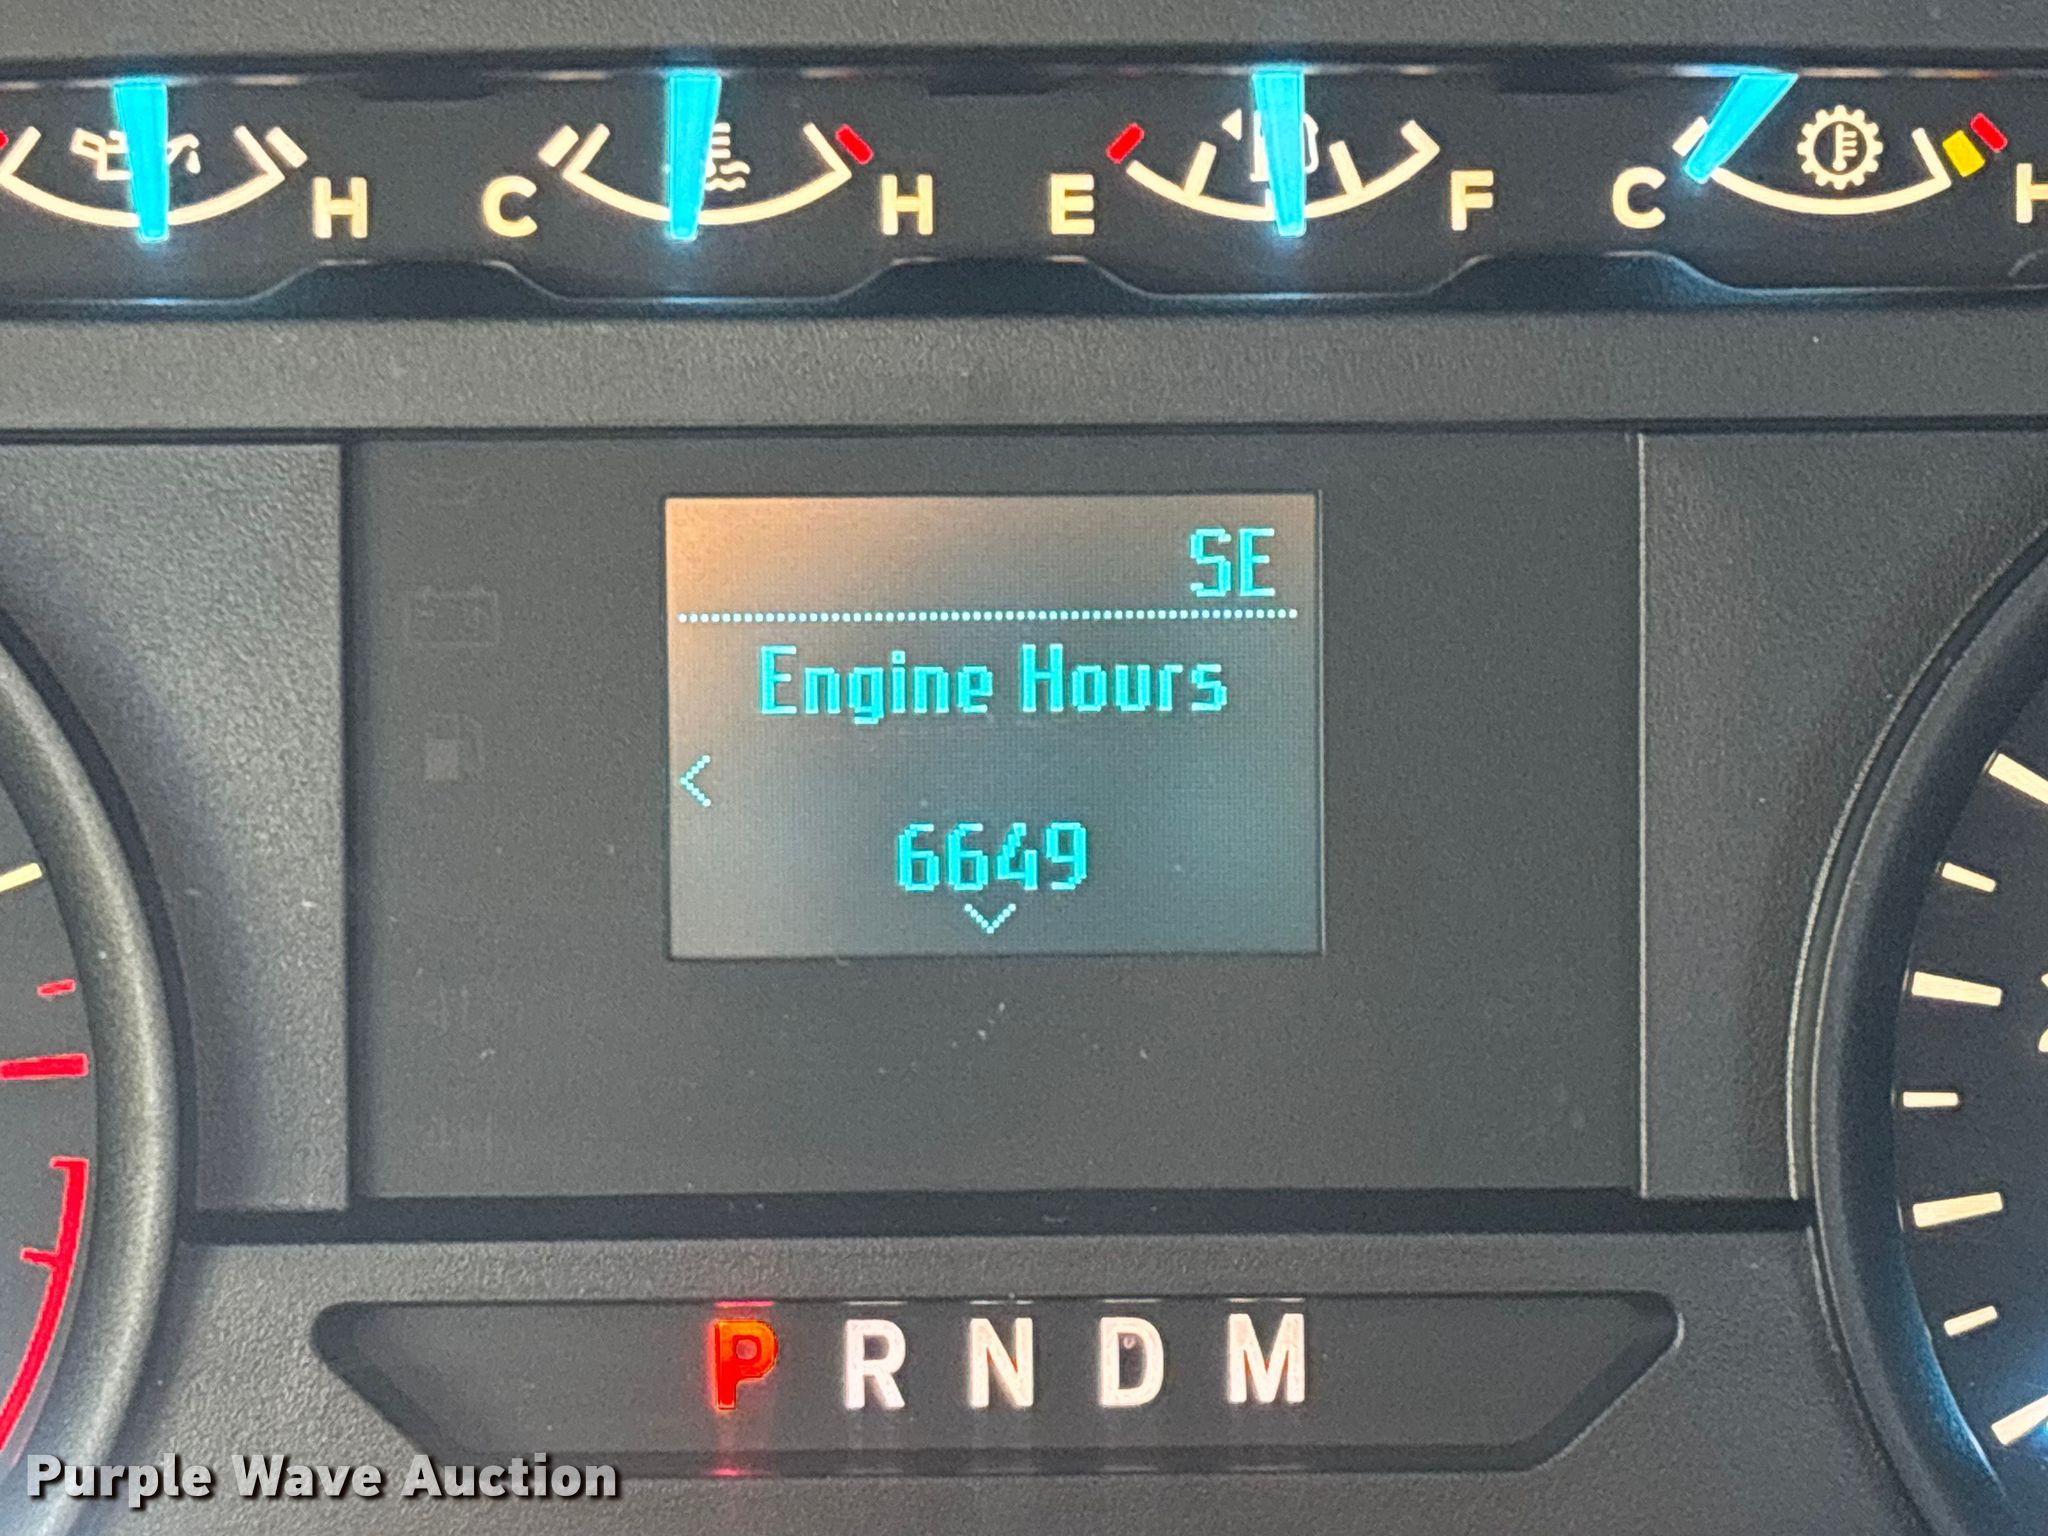 H C H E F C H
SE
Engine Hours
<
6649
P R N D M
Purple Wave Auction